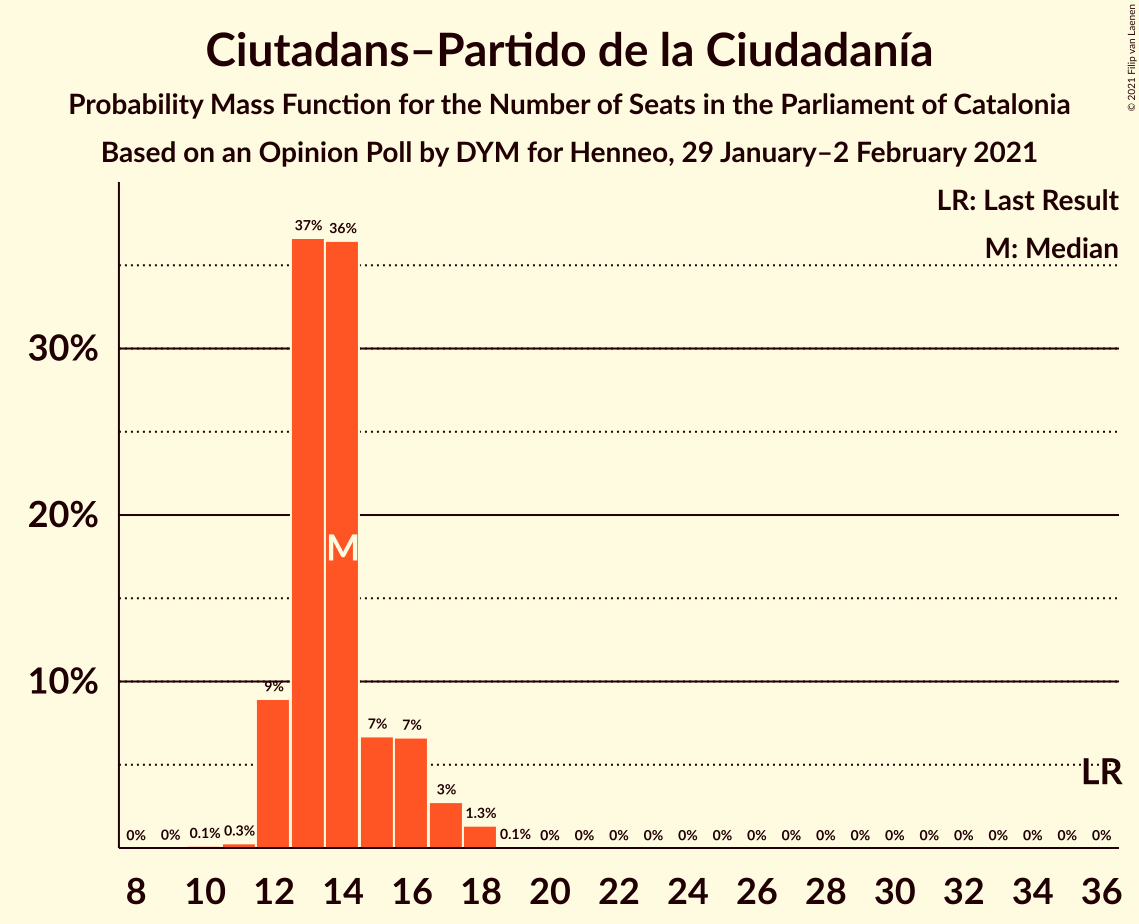 Ciutadans–Partido de la Ciudadanía
Probability Mass Function for the Number of Seats in the Parliament of Catalonia
Based on an Opinion Poll by DYM for Henneo, 29 January–2 February 2021
© 2021 Filip van Laenen
LR: Last Result
M: Median
30%
20%
10%
0% 0% 0.1% 0.3% 9% 37% 36% 7% 7% 3% 1.3% 0.1% 0% 0% 0% 0% 0% 0% 0% 0% 0% 0% 0% 0% 0% 0% 0% 0% 0%
M
LR
8 10 12 14 16 18 20 22 24 26 28 30 32 34 36